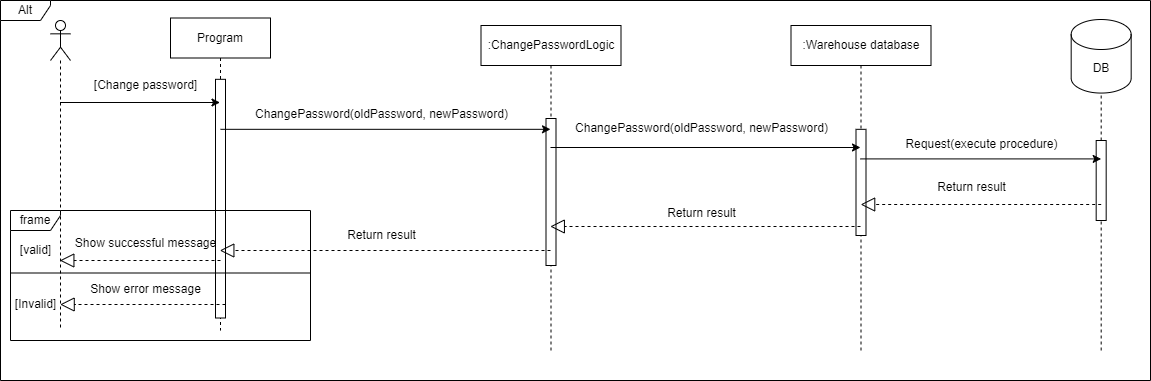 Alt
Program
:ChangePasswordLogic
:Warehouse database
DB
[Change password]
ChangePassword(oldPassword, newPassword)
ChangePassword(oldPassword, newPassword)
Request(execute procedure)
Return result
Return result
Return result
frame
[valid]
Show successful message
[Invalid]
Show error message